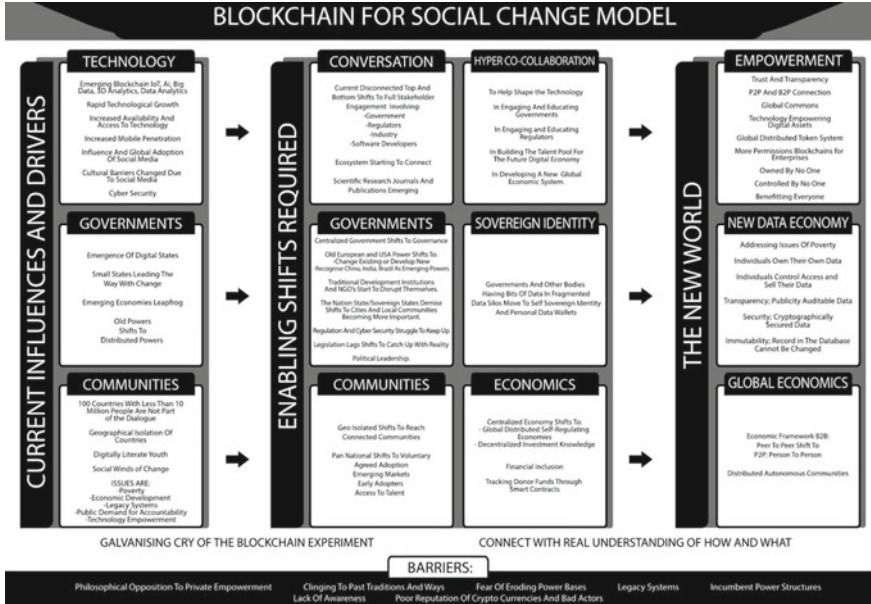 BLOCKCHAIN FOR SOCIAL CHANGE MODEL
CURRENT INFLUENCES AND DRIVERS
TECHNOLOGY
Emerging Blockchain IoT, Ai, Big
Data, 3D Analytics, Data Analytics
Rapid Technological Growth
Increased Availability And
Access To Technology
Increased Mobile Penetration
Influence And Global Adoption
Of Social Media
Cultural Barriers Changed Due
To Social Media
Cyber Security
GOVERNMENTS
Emergence Of Digital States
Small States Leading The
Way With Change
Emerging Economies Leapfrog
Old Powers
Shifts To
Distributed Powers
COMMUNITIES
100 Countries With Less Than 10
Million People Are Not Part
of the Dialogue
Geographical Isolation Of
Countries
Digitally Literate Youth
Social Winds of Change
ISSUES ARE:
-Poverty
-Economic Development
-Legacy Systems
-Public Demand for Accountability
-Technology Empowerment
ENABLING SHIFTS REQUIRED
CONVERSATION
Current Disconnected Top And
Bottom Shifts To Full Stakeholder
Engagement Involving:
-Government
-Regulators
-Industry
-Software Developers
Ecosystem Starting To Connect
Scientific Research Journals And
Publications Emerging
HYPER CO-COLLABORATION
To Help Shape the Technology
In Engaging And Educating
Governments
In Engaging and Educating
Regulators
In Building The Talent Pool For
The Future Digital Economy
In Developing A New Global
Economic System.
GOVERNMENTS
Centralized Government Shifts To Governance
Old European and USA Power Shifts To:
-Change Existing or Develop New
-Recognise China, India, Brazil As Emerging Powers
Traditional Development Institutions
And NGO's Start To Disrupt Themselves.
The Nation State/Sovereign States Demise
Shifts To Cities And Local Communities
Becoming More Important.
Regulation And Cyber Security Struggle To Keep Up
Legislation Lags Shifts To Catch Up With Reality
Political Leadership.
SOVEREIGN IDENTITY
Governments And Other Bodies
Having Bits Of Data In Fragmented
Data Silos Move To Self Sovereign Identity
And Personal Data Wallets
COMMUNITIES
Geo Isolated Shifts To Reach
Connected Communities
Pan National Shifts To Voluntary
Agreed Adoption
Emerging Markets
Early Adopters
Access To Talent
ECONOMICS
Centralized Economy Shifts To:
- Global Distributed Self-Regulating
Economies
- Decentralized Investment Knowledge
Financial Inclusion
Tracking Donor Funds Through
Smart Contracts
THE NEW WORLD
EMPOWERMENT
Trust And Transparency
P2P And B2P Connection
Global Commons
Technology Empowering
Digital Assets
Global Distributed Token System
More Permissions Blockchains for
Enterprises
Owned By No One
Controlled By No One
Benefitting Everyone
NEW DATA ECONOMY
Addressing Issues Of Poverty
Individuals Own Their Own Data
Individuals Control Access and
Sell Their Data
Transparency; Publicity Auditable Data
Security; Cryptographically
Secured Data
Immutability; Record in The Database
Cannot Be Changed
GLOBAL ECONOMICS
Economic Framework B2B:
Peer To Peer Shift To
P2P: Person To Person
Distributed Autonomous Communities
GALVANISING CRY OF THE BLOCKCHAIN EXPERIMENT
CONNECT WITH REAL UNDERSTANDING OF HOW AND WHAT
BARRIERS:
Philosophical Opposition To Private Empowerment Clinging To Past Traditions And Ways Fear Of Eroding Power Bases Legacy Systems Incumbent Power Structures
Lack Of Awareness Poor Reputation Of Crypto Currencies And Bad Actors